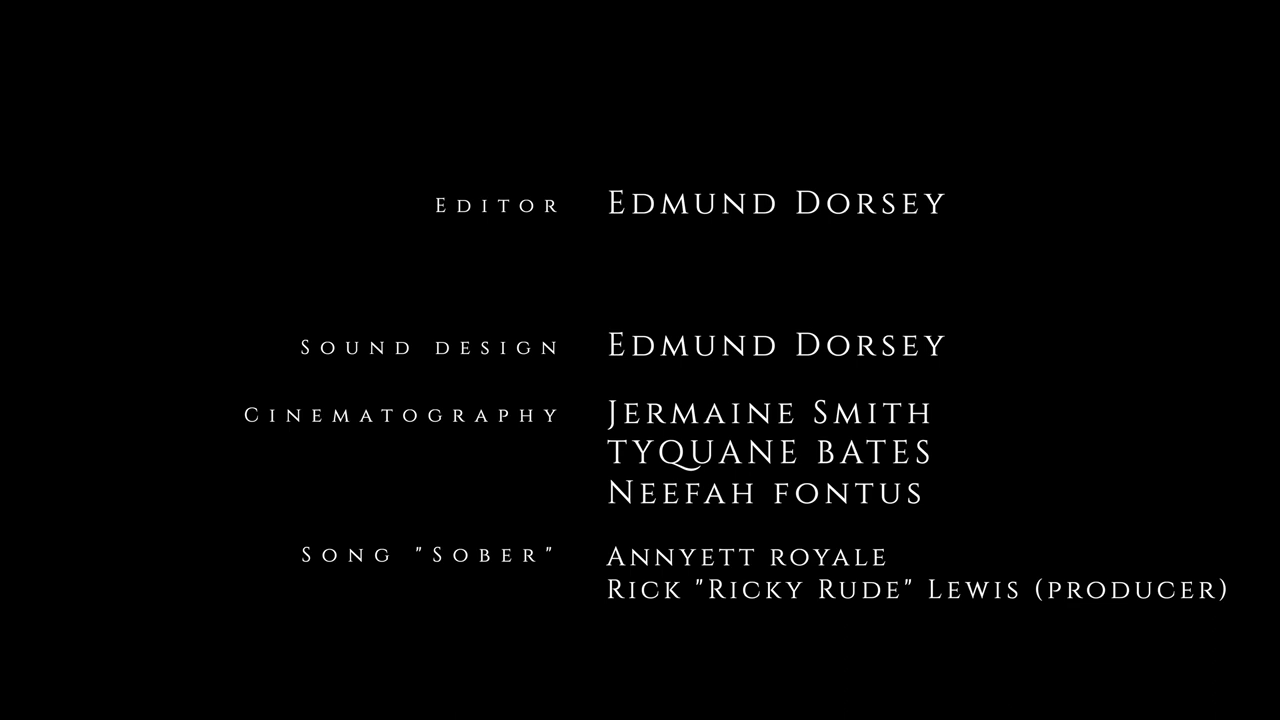 Editor Edmund Dorsey
Sound design Edmund Dorsey
Cinematography Jermaine Smith
TYQUANE BATES
Neefah fontus
Song "Sober" Annyett royale
Rick "Ricky Rude" Lewis (producer)